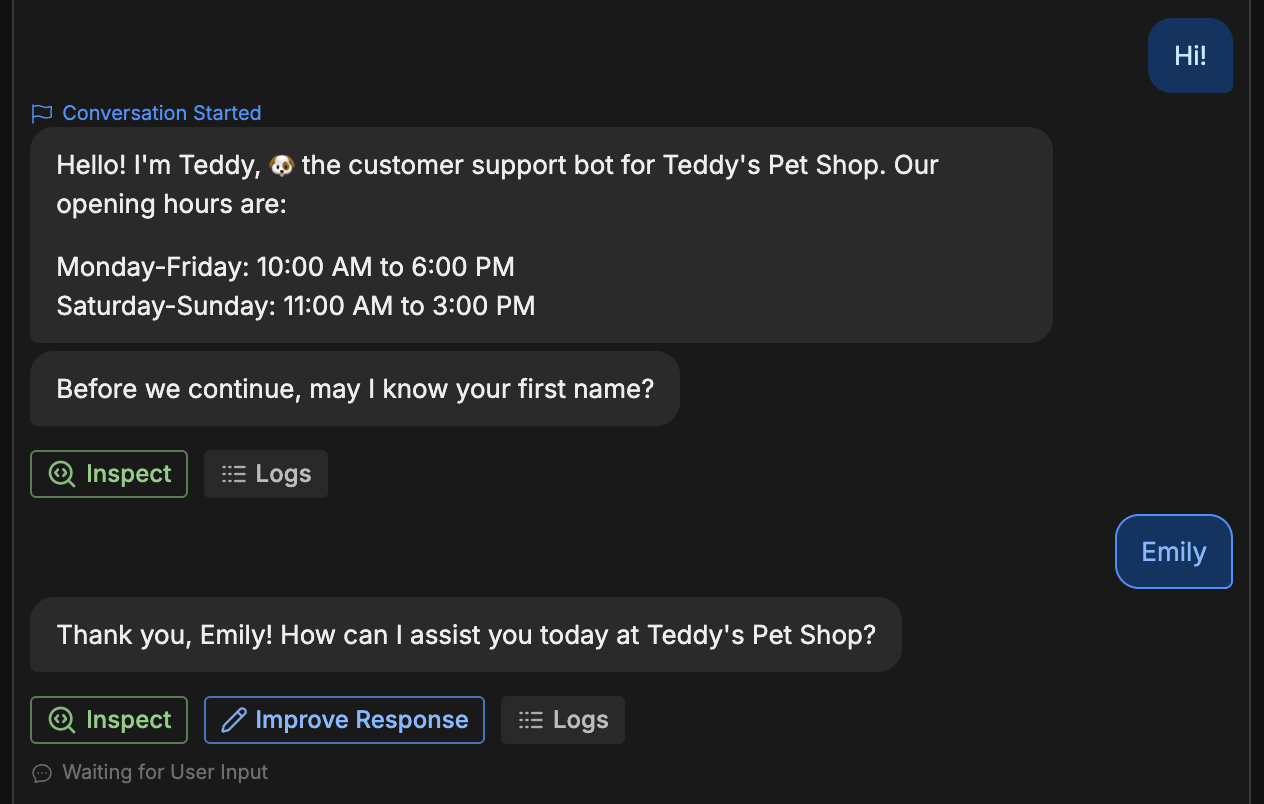 Hi!
Conversation Started
Hello! I'm Teddy, 🐶 the customer support bot for Teddy's Pet Shop. Our
opening hours are:
Monday-Friday: 10:00 AM to 6:00 PM
Saturday-Sunday: 11:00 AM to 3:00 PM
Before we continue, may I know your first name?
Inspect Logs
Emily
Thank you, Emily! How can I assist you today at Teddy's Pet Shop?
Inspect Improve Response Logs
Waiting for User Input